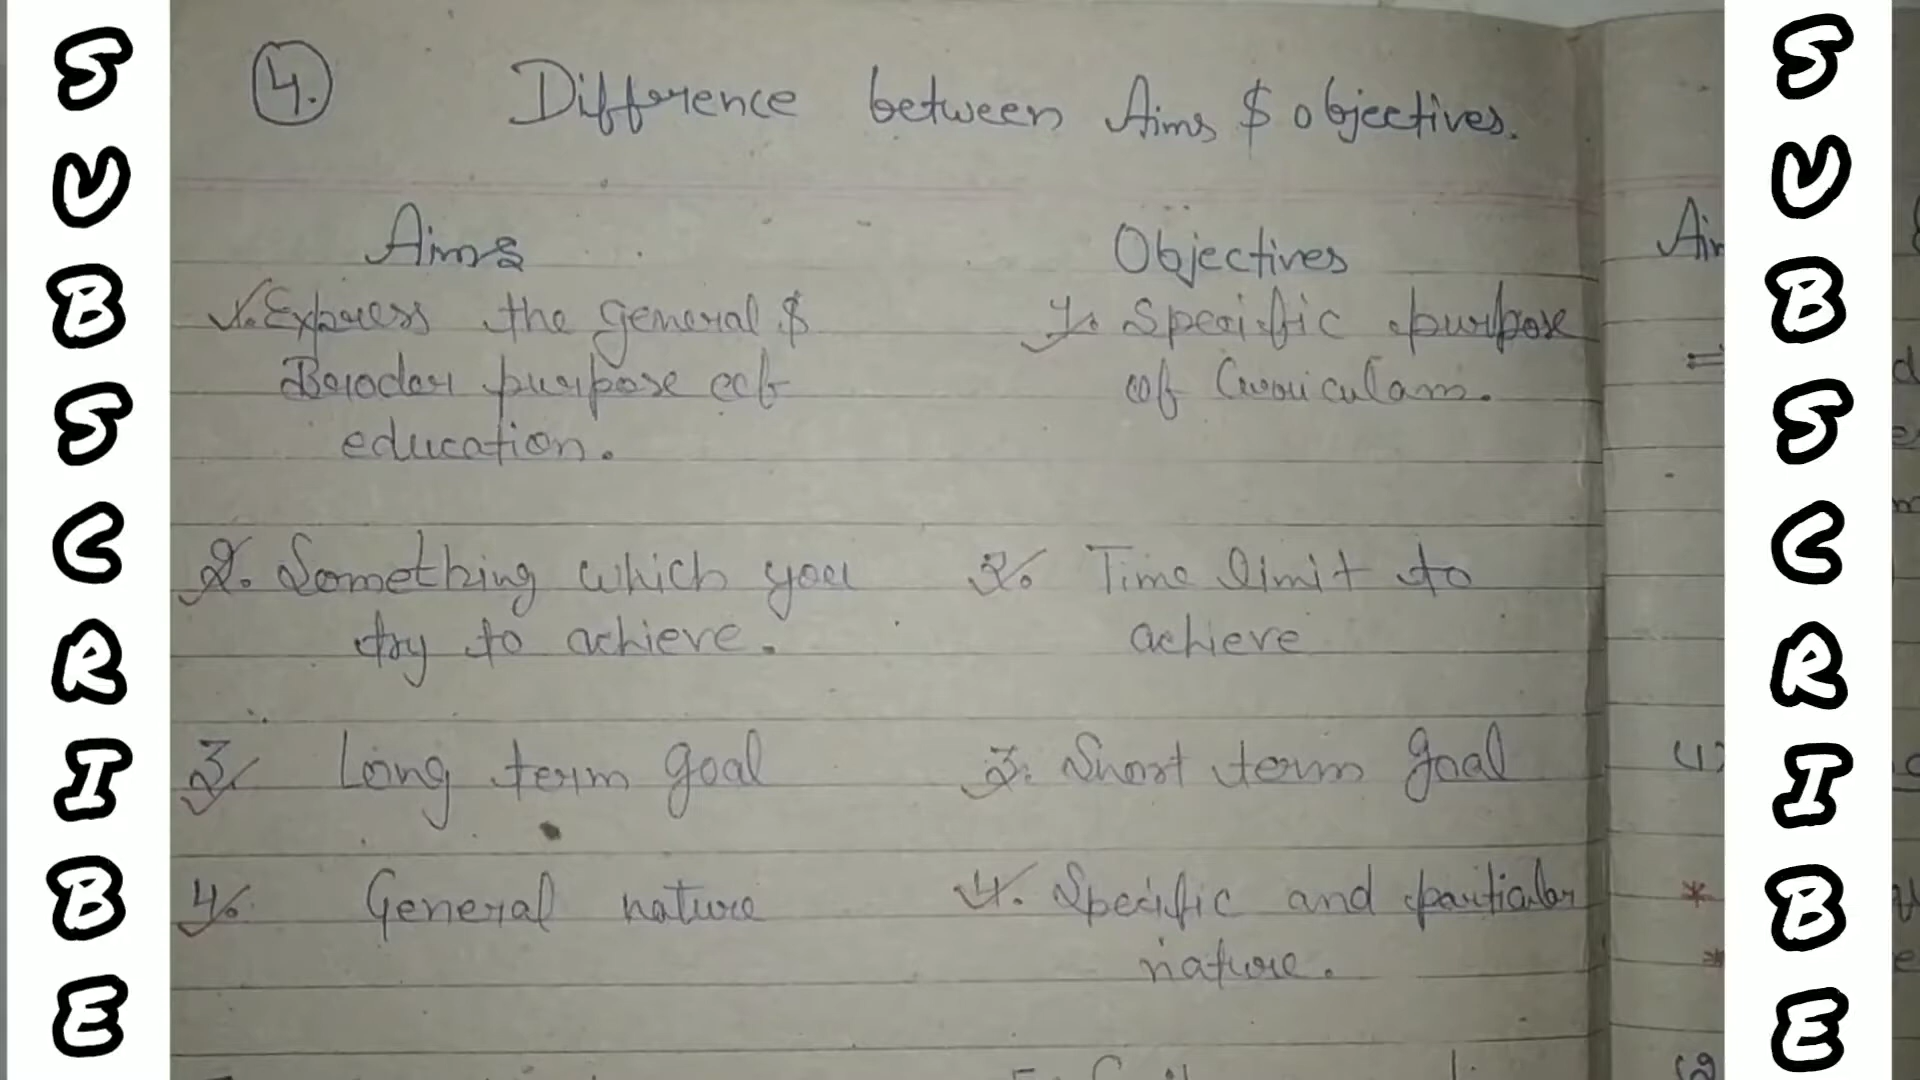 SUBSCRIBE
4. Difference between Aims $ objectives.
Aims
1. Express the general $
Broder purpose of
education.
2. Something which you
try to achieve.
3. Long term goal
4. General nature
Objectives
1. Specific purpose
of Curriculam.
2. Time limit to
achieve
3. Short term goal
4. Specific and particular
nature.
SUBSCRIBE